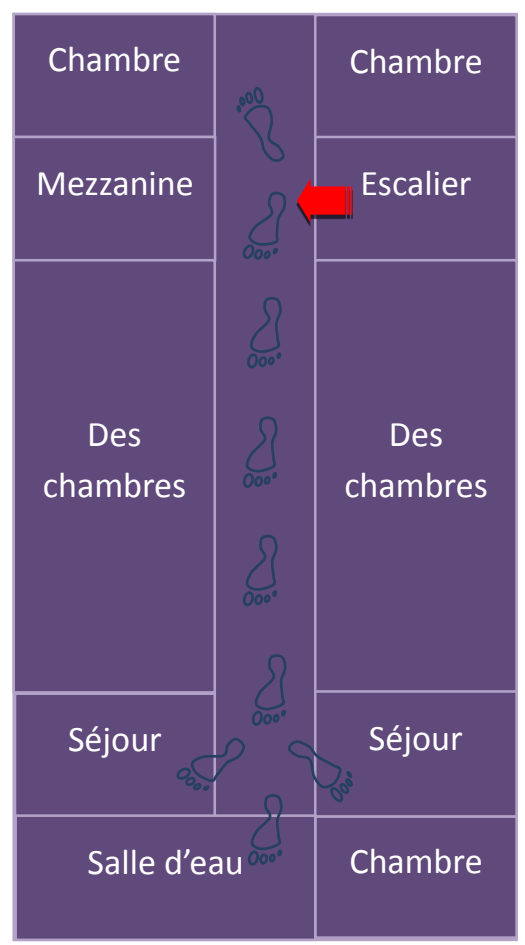 Chambre
Chambre
Mezzanine
Escalier
Des
chambres
Des
chambres
Séjour
Séjour
Salle d'eau
Chambre